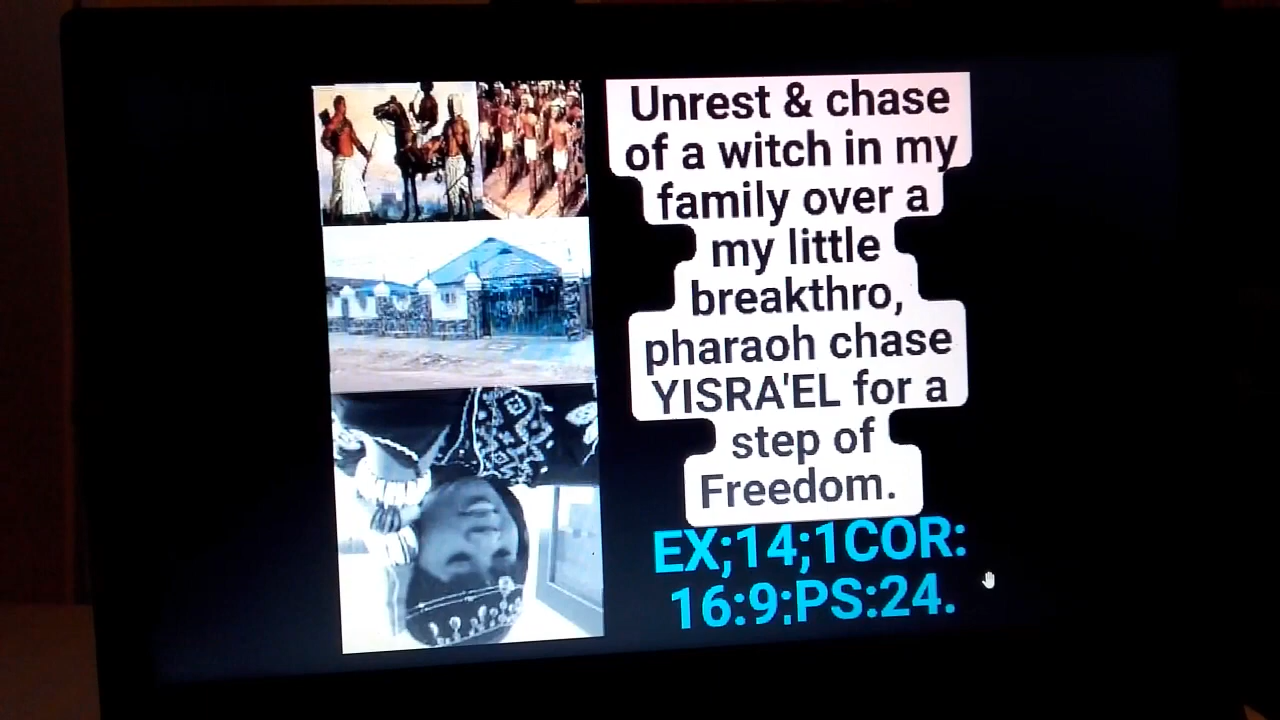 Unrest & chase
of a witch in my
family over a
my little
breakthro,
pharaoh chase
YISRA'EL for a
step of
Freedom.
EX;14;1COR:
16:9:PS:24.